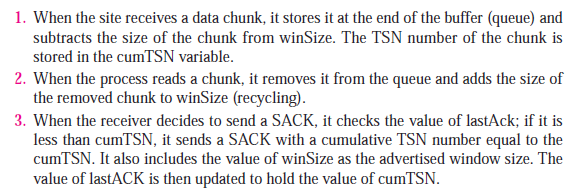 1. When the site receives a data chunk, it stores it at the end of the buffer (queue) and
subtracts the size of the chunk from winSize. The TSN number of the chunk is
stored in the cumTSN variable.
2. When the process reads a chunk, it removes it from the queue and adds the size of
the removed chunk to winSize (recycling).
3. When the receiver decides to send a SACK, it checks the value of lastAck; if it is
less than cumTSN, it sends a SACK with a cumulative TSN number equal to the
cumTSN. It also includes the value of winSize as the advertised window size. The
value of lastACK is then updated to hold the value of cumTSN.